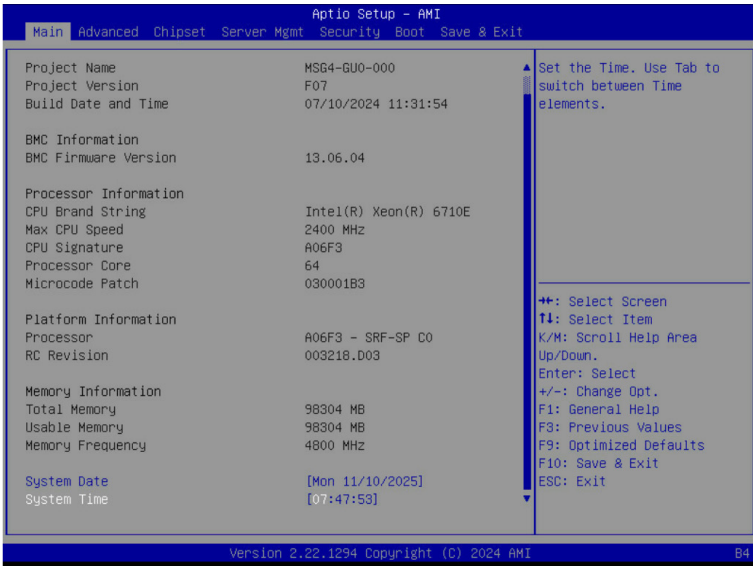 Aptio Setup – AMI
Main Advanced Chipset Server Mgmt Security Boot Save & Exit
Project Name MSG4-GU0-000
Project Version F07
Build Date and Time 07/10/2024 11:31:54
BMC Information
BMC Firmware Version 13.06.04
Processor Information
CPU Brand String Intel(R) Xeon(R) 6710E
Max CPU Speed 2400 MHz
CPU Signature A06F3
Processor Core 64
Microcode Patch 030001B3
Platform Information
Processor A06F3 - SRF-SP C0
RC Revision 003218.D03
Memory Information
Total Memory 98304 MB
Usable Memory 98304 MB
Memory Frequency 4800 MHz
System Date [Mon 11/10/2025]
System Time [07:47:53]
Set the Time. Use Tab to
switch between Time
elements.
→←: Select Screen
↑↓: Select Item
K/M: Scroll Help Area
Up/Down.
Enter: Select
+/-: Change Opt.
F1: General Help
F3: Previous Values
F9: Optimized Defaults
F10: Save & Exit
ESC: Exit
Version 2.22.1294 Copyright (C) 2024 AMI
B4